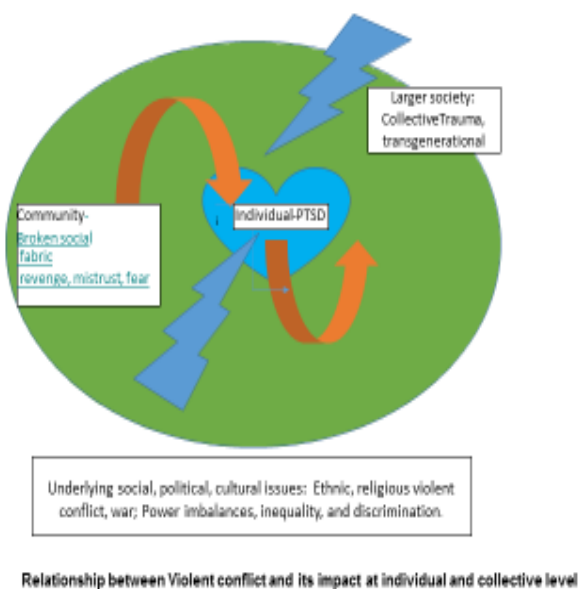 Larger society:
CollectiveTrauma,
transgenerational
Individual-PTSD
Community-
Broken social
fabric
revenge, mistrust, fear
Underlying social, political, cultural issues: Ethnic, religious violent
conflict, war; Power imbalances, inequality, and discrimination.
Relationship between Violent conflict and its impact at individual and collective level